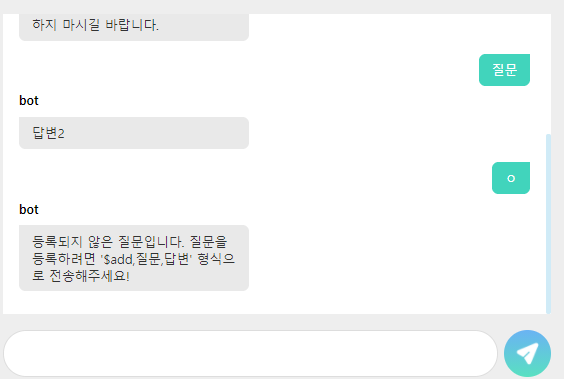 하지 마시길 바랍니다.
질문
bot
답변2
o
bot
등록되지 않은 질문입니다. 질문을
등록하려면 '$add,질문,답변' 형식으
로 전송해주세요!